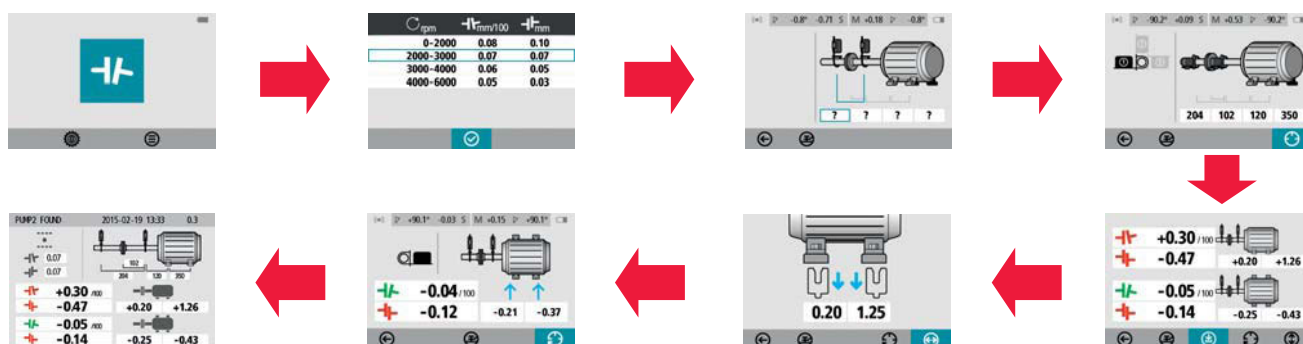 rpm mm/100 mm
0-2000 0.08 0.10
2000-3000 0.07 0.07
3000-4000 0.06 0.05
4000-6000 0.05 0.03
-0.8° -0.71 S M +0.18 -0.8°
? ? ? ?
-90.2° +0.09 S M +0.53 -90.2°
204 102 120 350
+0.30 /100
-0.47 +0.20 +1.26
-0.05 /100
-0.14 -0.25 -0.43
0.20 1.25
+90.1° -0.03 S M +0.15 +90.1°
-0.04 /100
-0.12 -0.21 -0.37
PUMP2 FOUND 2015-02-19 13:33 0.3
0.07
0.07
102
204 120 350
+0.30 /100
-0.47 +0.20 +1.26
-0.05 /100
-0.14 -0.25 -0.43